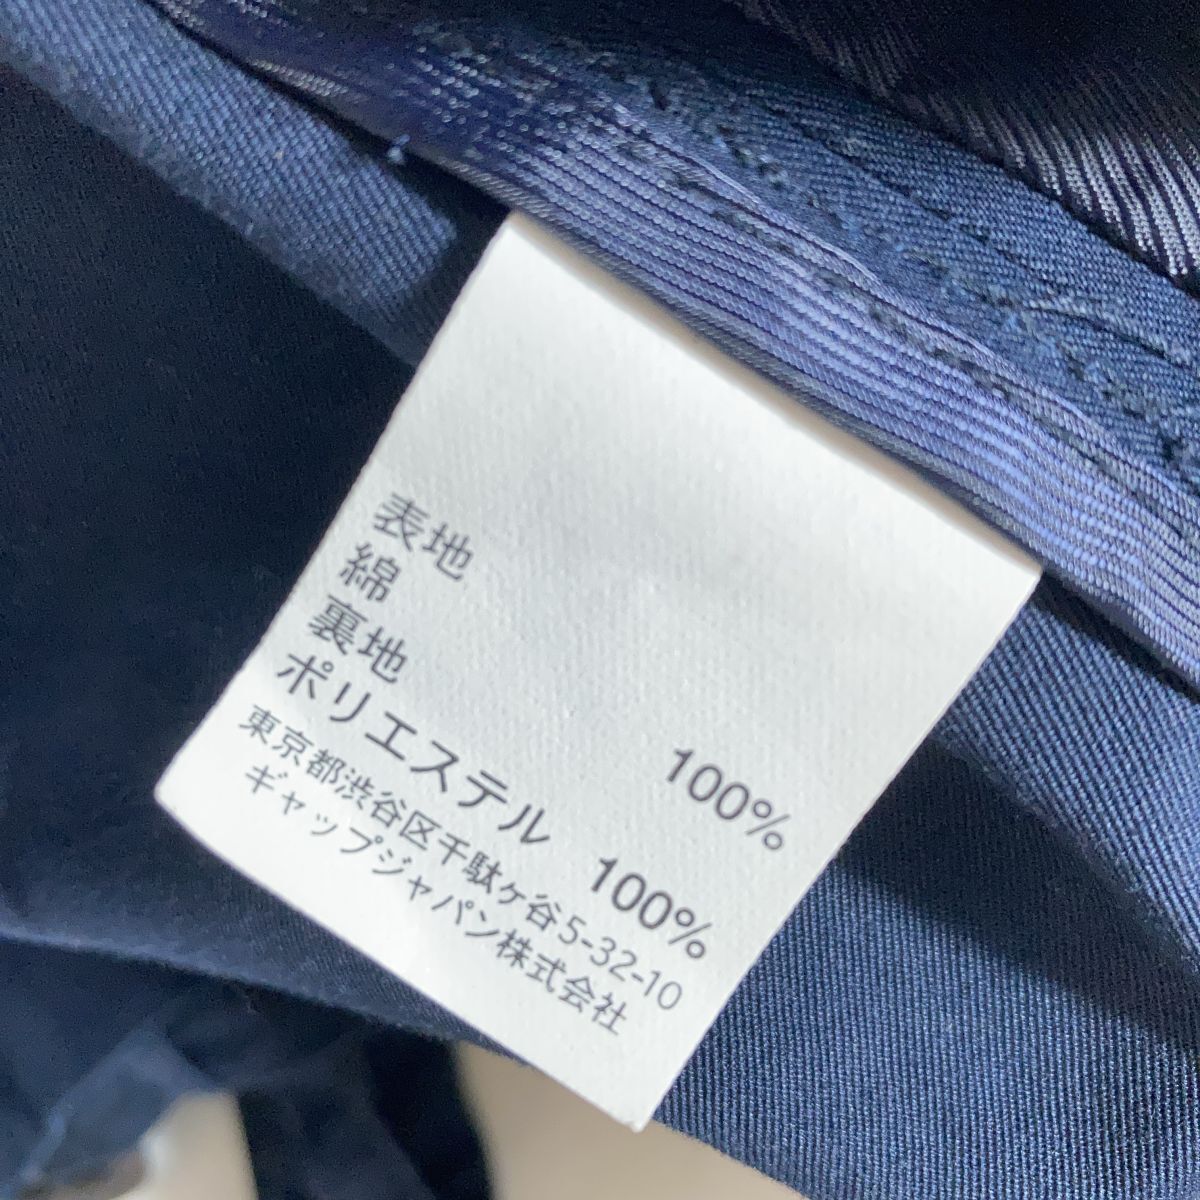 表地
綿 100%
裏地
ポリエステル 100%
東京都渋谷区千駄ヶ谷5-32-10
ギャップジャパン株式会社